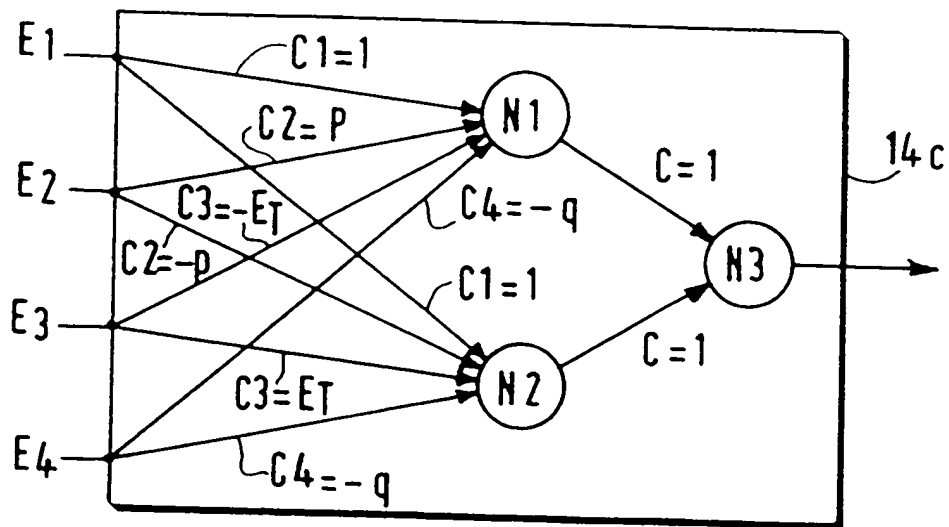 E1
C1=1
N1
C2=P
14c
C=1
E2
C3=-ET
C4=-q
C2=-p
N3
C1=1
E3
C=1
C3=ET
N2
E4
C4=-q